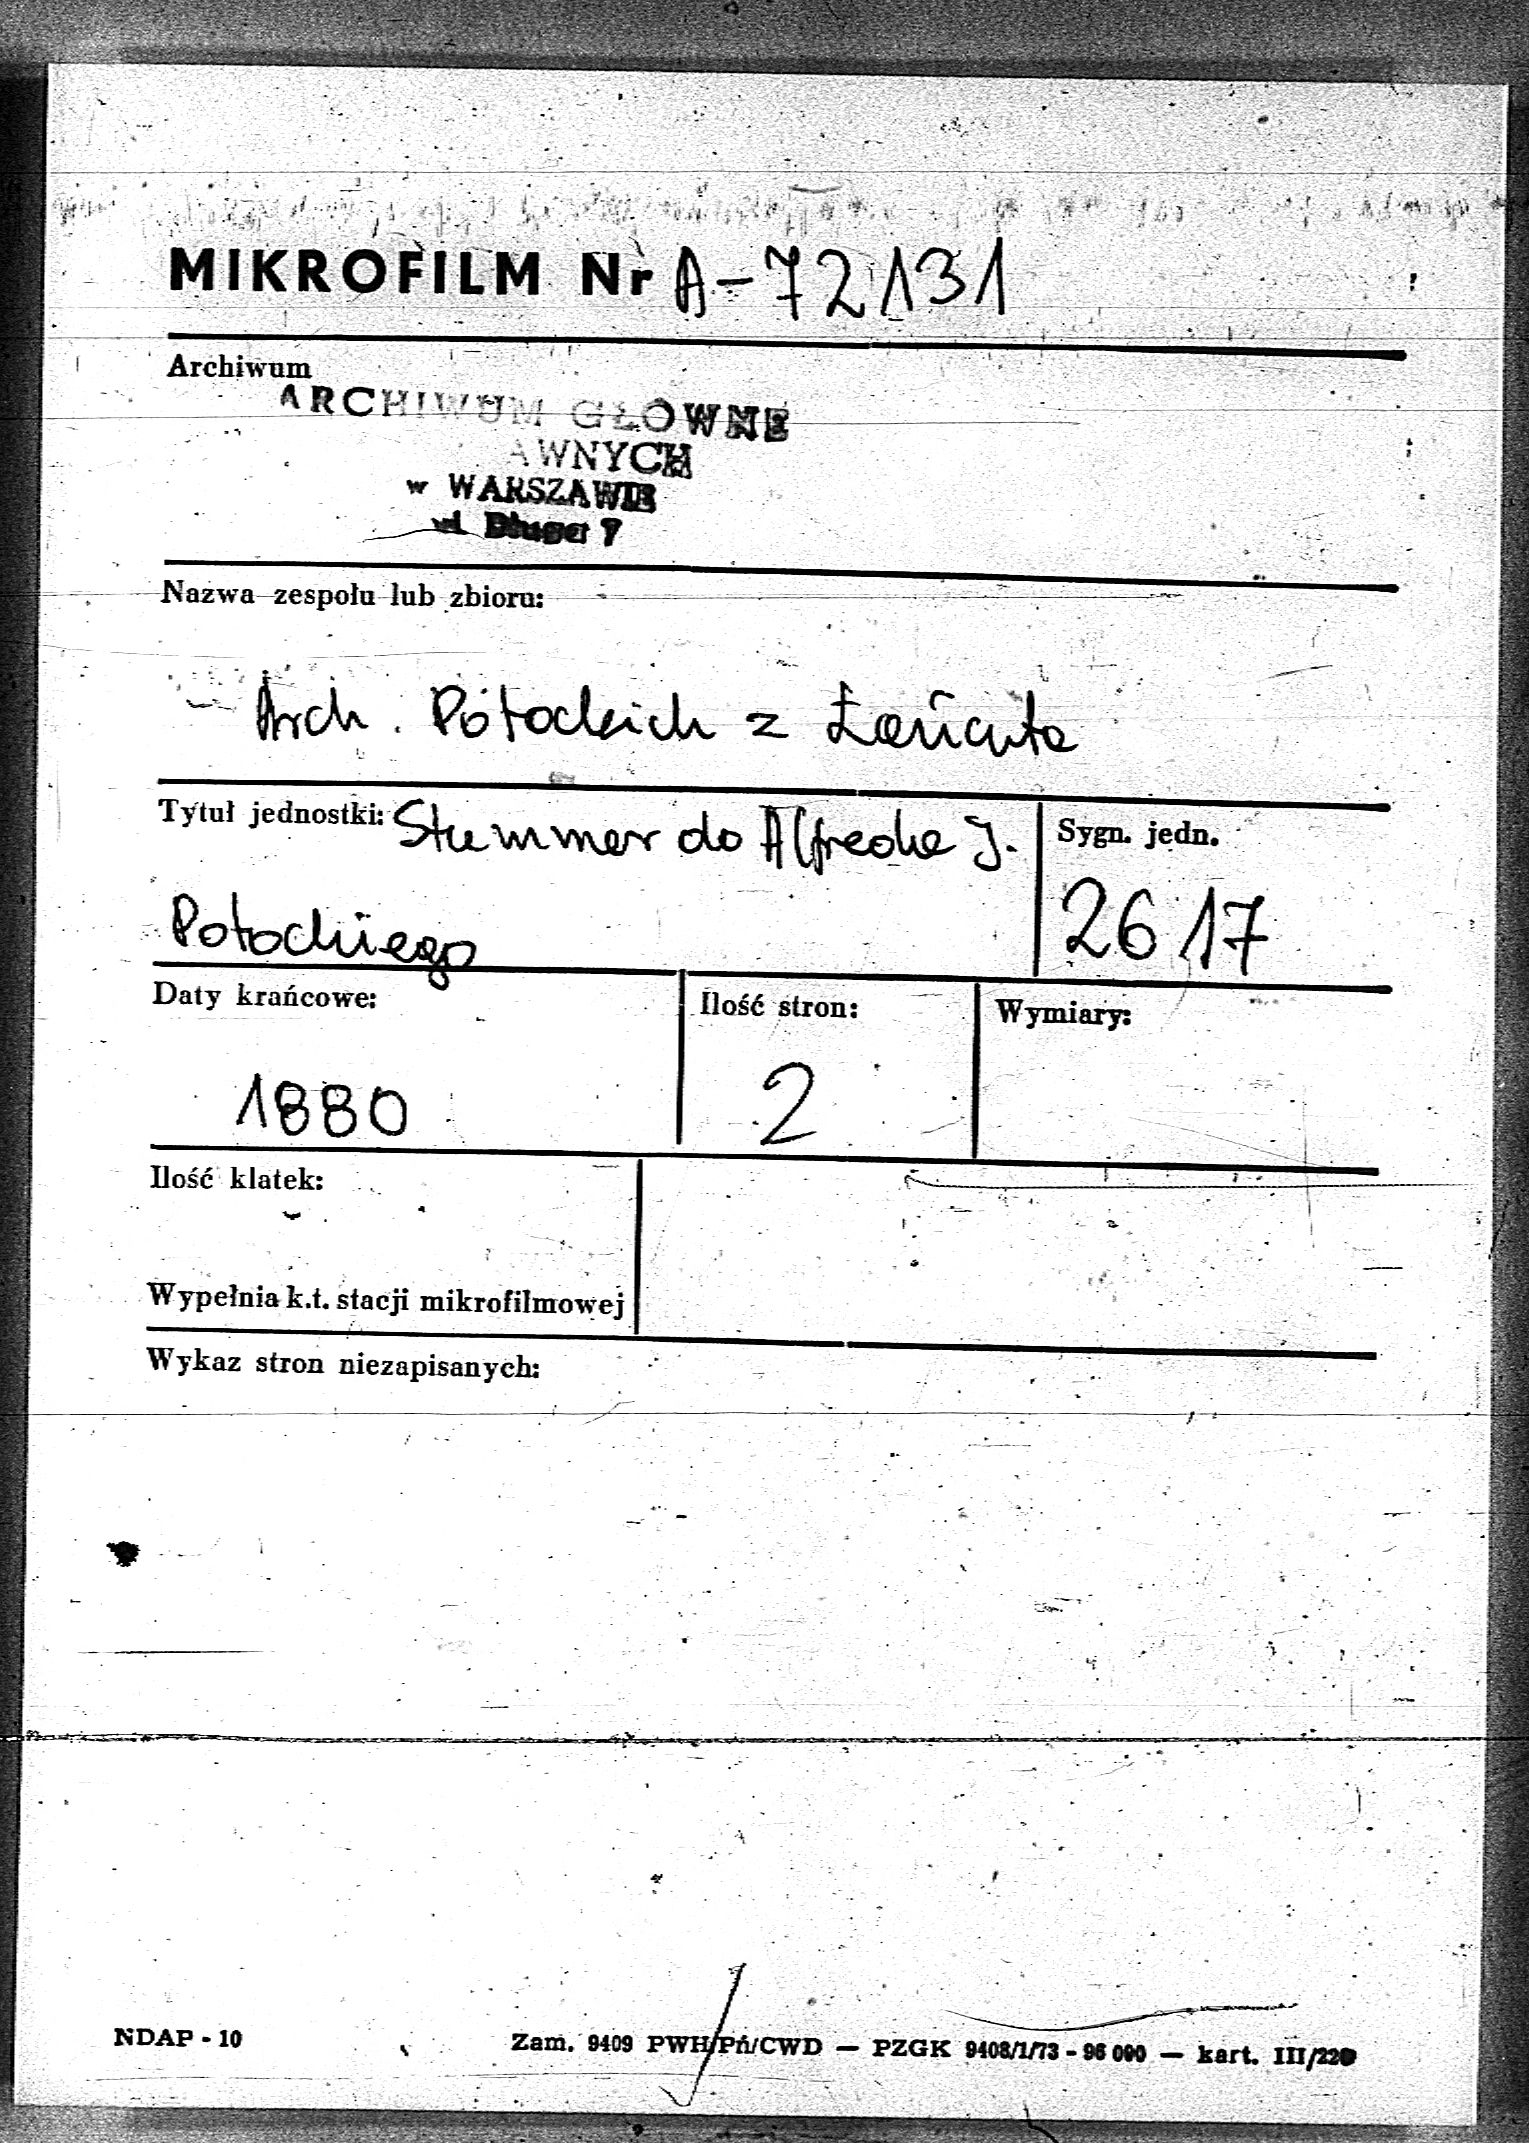 MIKROFILM Nr A-72131
Archiwum
ARCHIWUM GŁÓWNE
AWNYCH
w WARSZAWIE
ul. Długa 7
Nazwa zespołu lub zbioru:
Arch. Potockich z Łańcuta
Tytuł jednostki: Stummer do Alfreda J.
Potockiego
Sygn. jedn.
2617
Daty krańcowe:
1880
Ilość stron:
2
Wymiary:
Ilość klatek:
Wypełnia k.t. stacji mikrofilmowej
Wykaz stron niezapisanych:
NDAP - 10
Zam. 9409 PWH/Pń/CWD — PZGK 9408/1/73 - 96 000 — kart. III/220